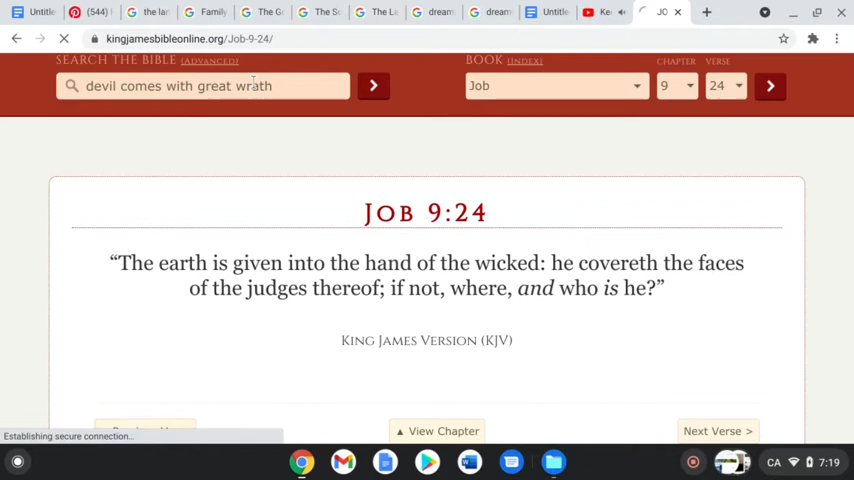 Untitle
(544)
the lan
Family
The G
The So
The La
dream
dream
Untitle
Kee
JO
kingjamesbibleonline.org/Job-9-24/
SEARCH THE BIBLE (ADVANCED)
BOOK (INDEX)
CHAPTER
VERSE
devil comes with great wrath
Job
9
24
JOB 9:24
“The earth is given into the hand of the wicked: he covereth the faces
of the judges thereof; if not, where, and who is he?”
KING JAMES VERSION (KJV)
▲ View Chapter
Next Verse >
Establishing secure connection...
CA
7:19